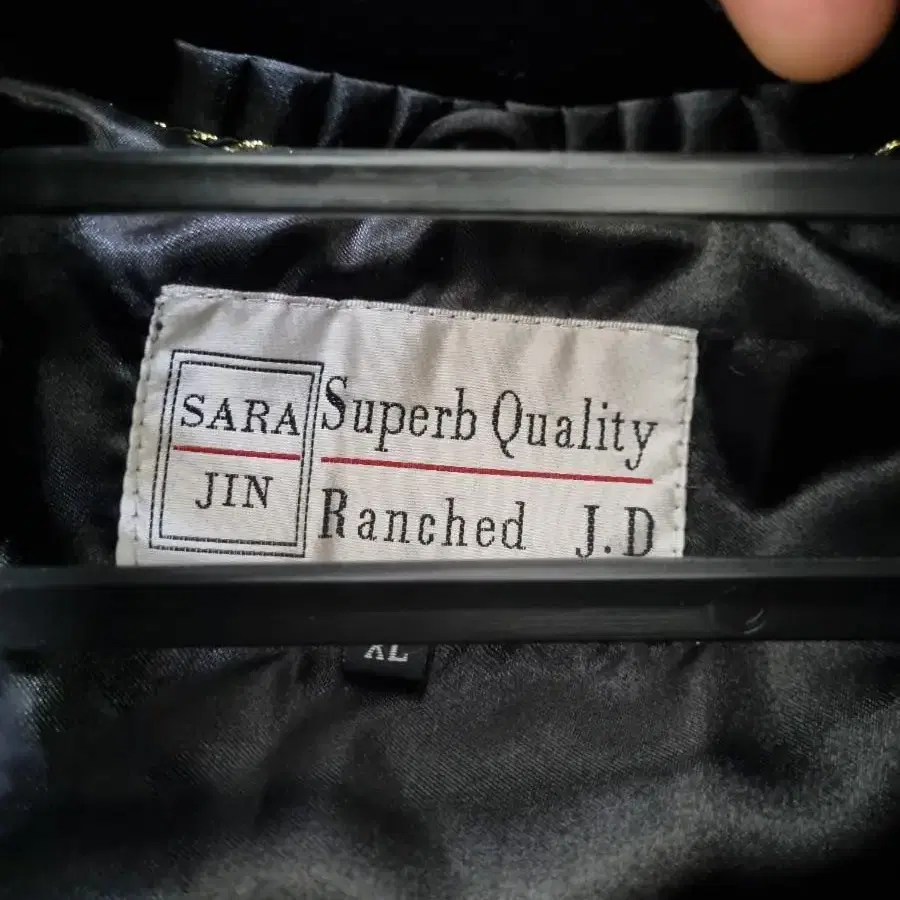 SARA
JIN
Superb Quality
Ranched J.D
XL